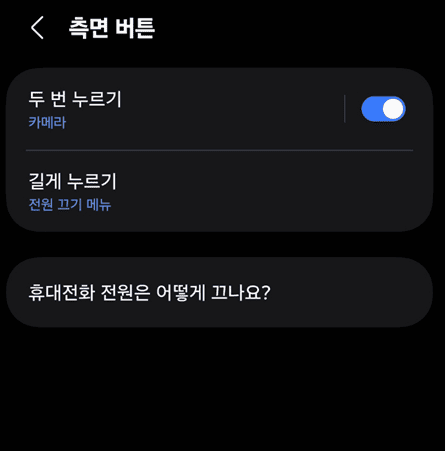 측면 버튼
두 번 누르기
카메라
길게 누르기
전원 끄기 메뉴
휴대전화 전원은 어떻게 끄나요?